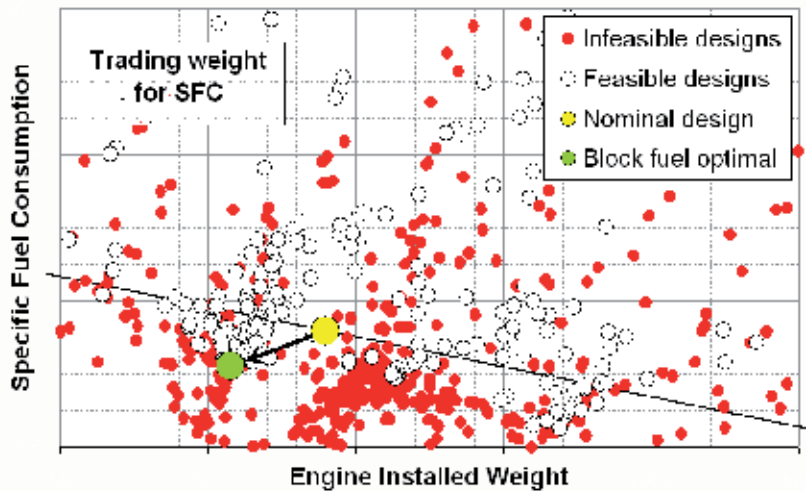 Trading weight
for SFC
Infeasible designs
Feasible designs
Nominal design
Block fuel optimal
Specific Fuel Consumption
Engine Installed Weight